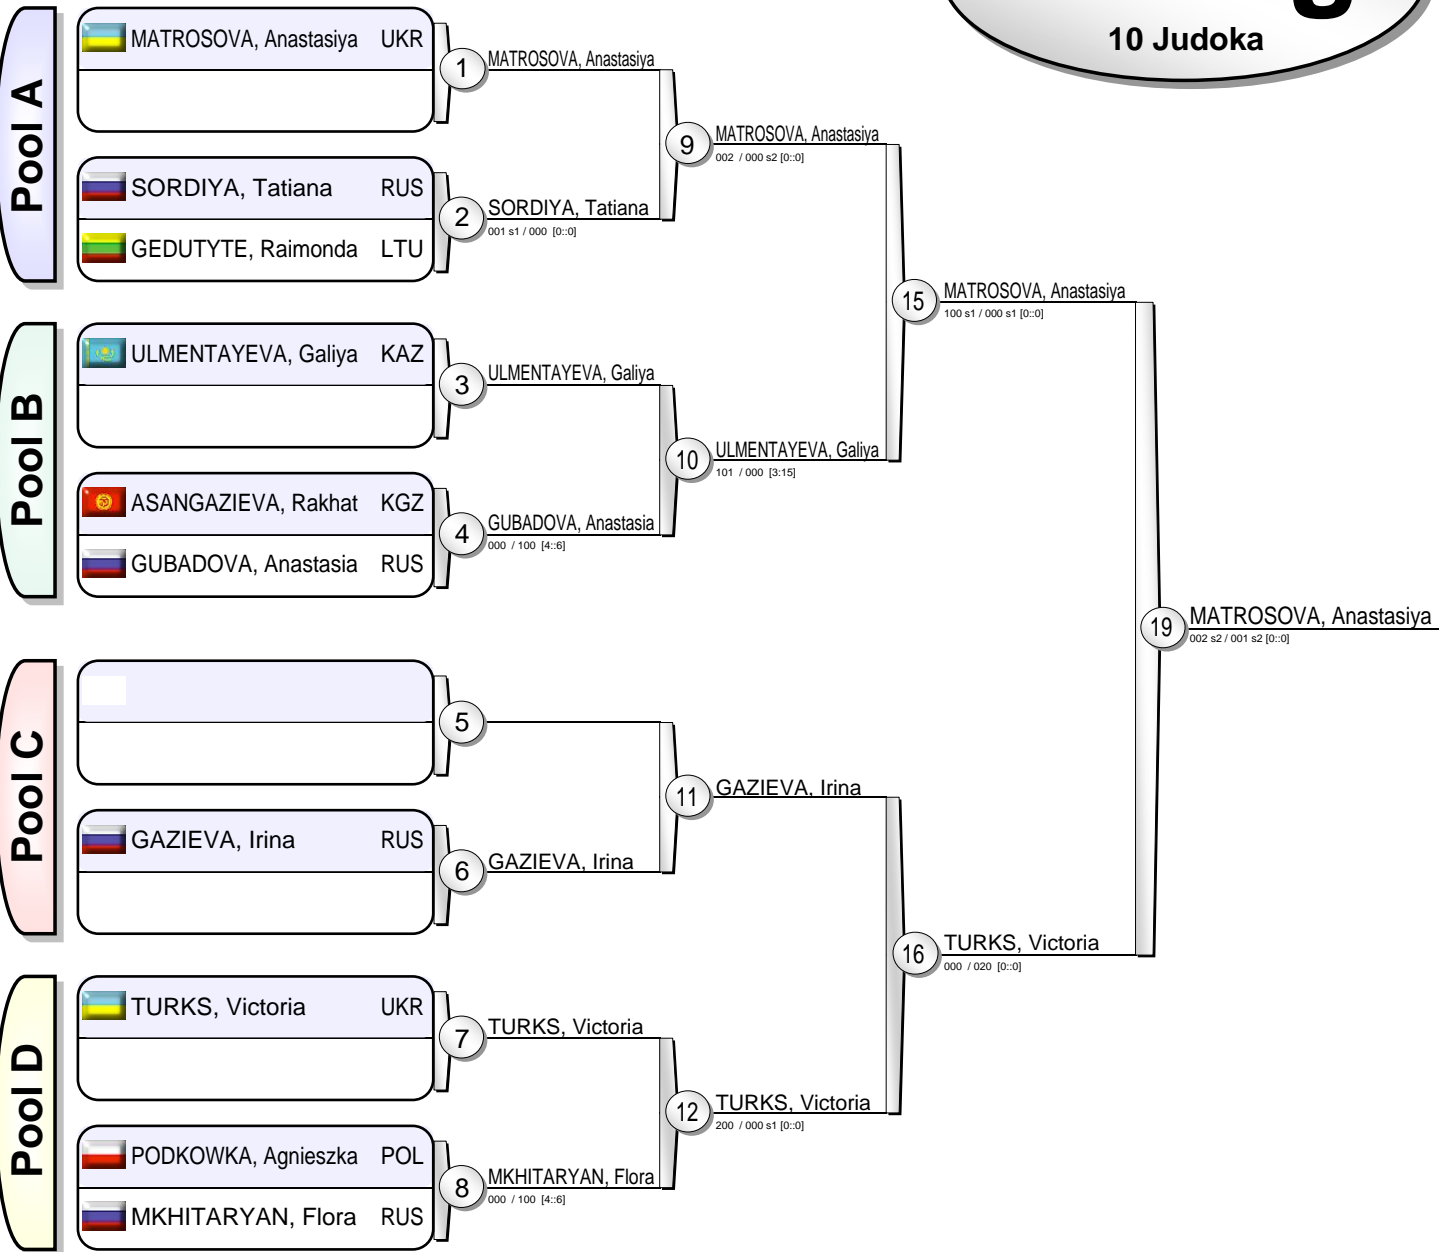 10 Judoka
Pool A
MATROSOVA, Anastasiya UKR
1
MATROSOVA, Anastasiya
SORDIYA, Tatiana RUS
GEDUTYTE, Raimonda LTU
2
SORDIYA, Tatiana
001 s1 / 000 [0::0]
9
MATROSOVA, Anastasiya
002 / 000 s2 [0::0]
Pool B
ULMENTAYEVA, Galiya KAZ
3
ULMENTAYEVA, Galiya
ASANGAZIEVA, Rakhat KGZ
GUBADOVA, Anastasia RUS
4
GUBADOVA, Anastasia
000 / 100 [4::6]
10
ULMENTAYEVA, Galiya
101 / 000 [3:15]
15
MATROSOVA, Anastasiya
100 s1 / 000 s1 [0::0]
19
MATROSOVA, Anastasiya
002 s2 / 001 s2 [0::0]
Pool C
5
GAZIEVA, Irina RUS
6
GAZIEVA, Irina
11
GAZIEVA, Irina
16
TURKS, Victoria
000 / 020 [0::0]
Pool D
TURKS, Victoria UKR
7
TURKS, Victoria
PODKOWKA, Agnieszka POL
MKHITARYAN, Flora RUS
8
MKHITARYAN, Flora
000 / 100 [4::6]
12
TURKS, Victoria
200 / 000 s1 [0::0]